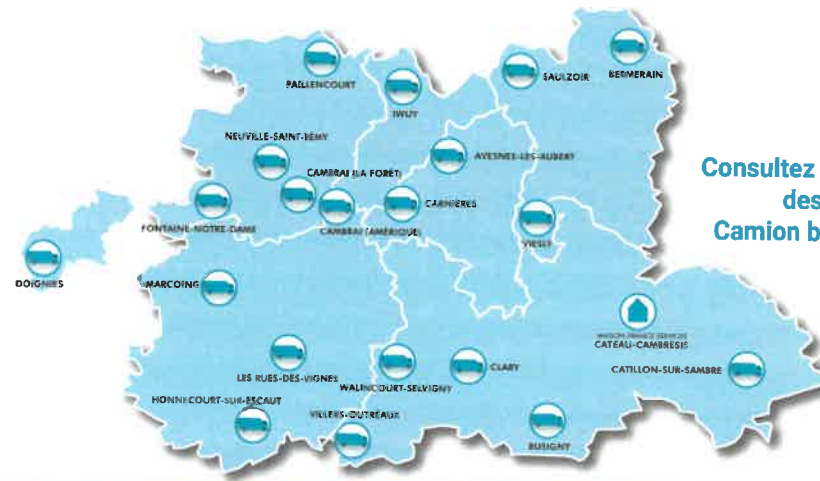 PAILLENCOURT
IWUY
SAULZOIR
BERMERAIN
NEUVILLE-SAINT-RÉMY
CAMBRAI (LA FORÊT)
AVESNES-LES-AUBERT
FONTAINE-NOTRE-DAME
CAMBRAI (AMÉRIQUE)
CARNIÈRES
VIESLY
Consultez
des
Camion b
DOIGNIES
MARCOING
MAISON FRANCE SERVICES
CATEAU-CAMBRÉSIS
LES RUES-DES-VIGNES
WALINCOURT-SELVIGNY
CLARY
CATILLON-SUR-SAMBRE
HONNECOURT-SUR-ESCAUT
VILLERS-OUTRÉAUX
BUSIGNY